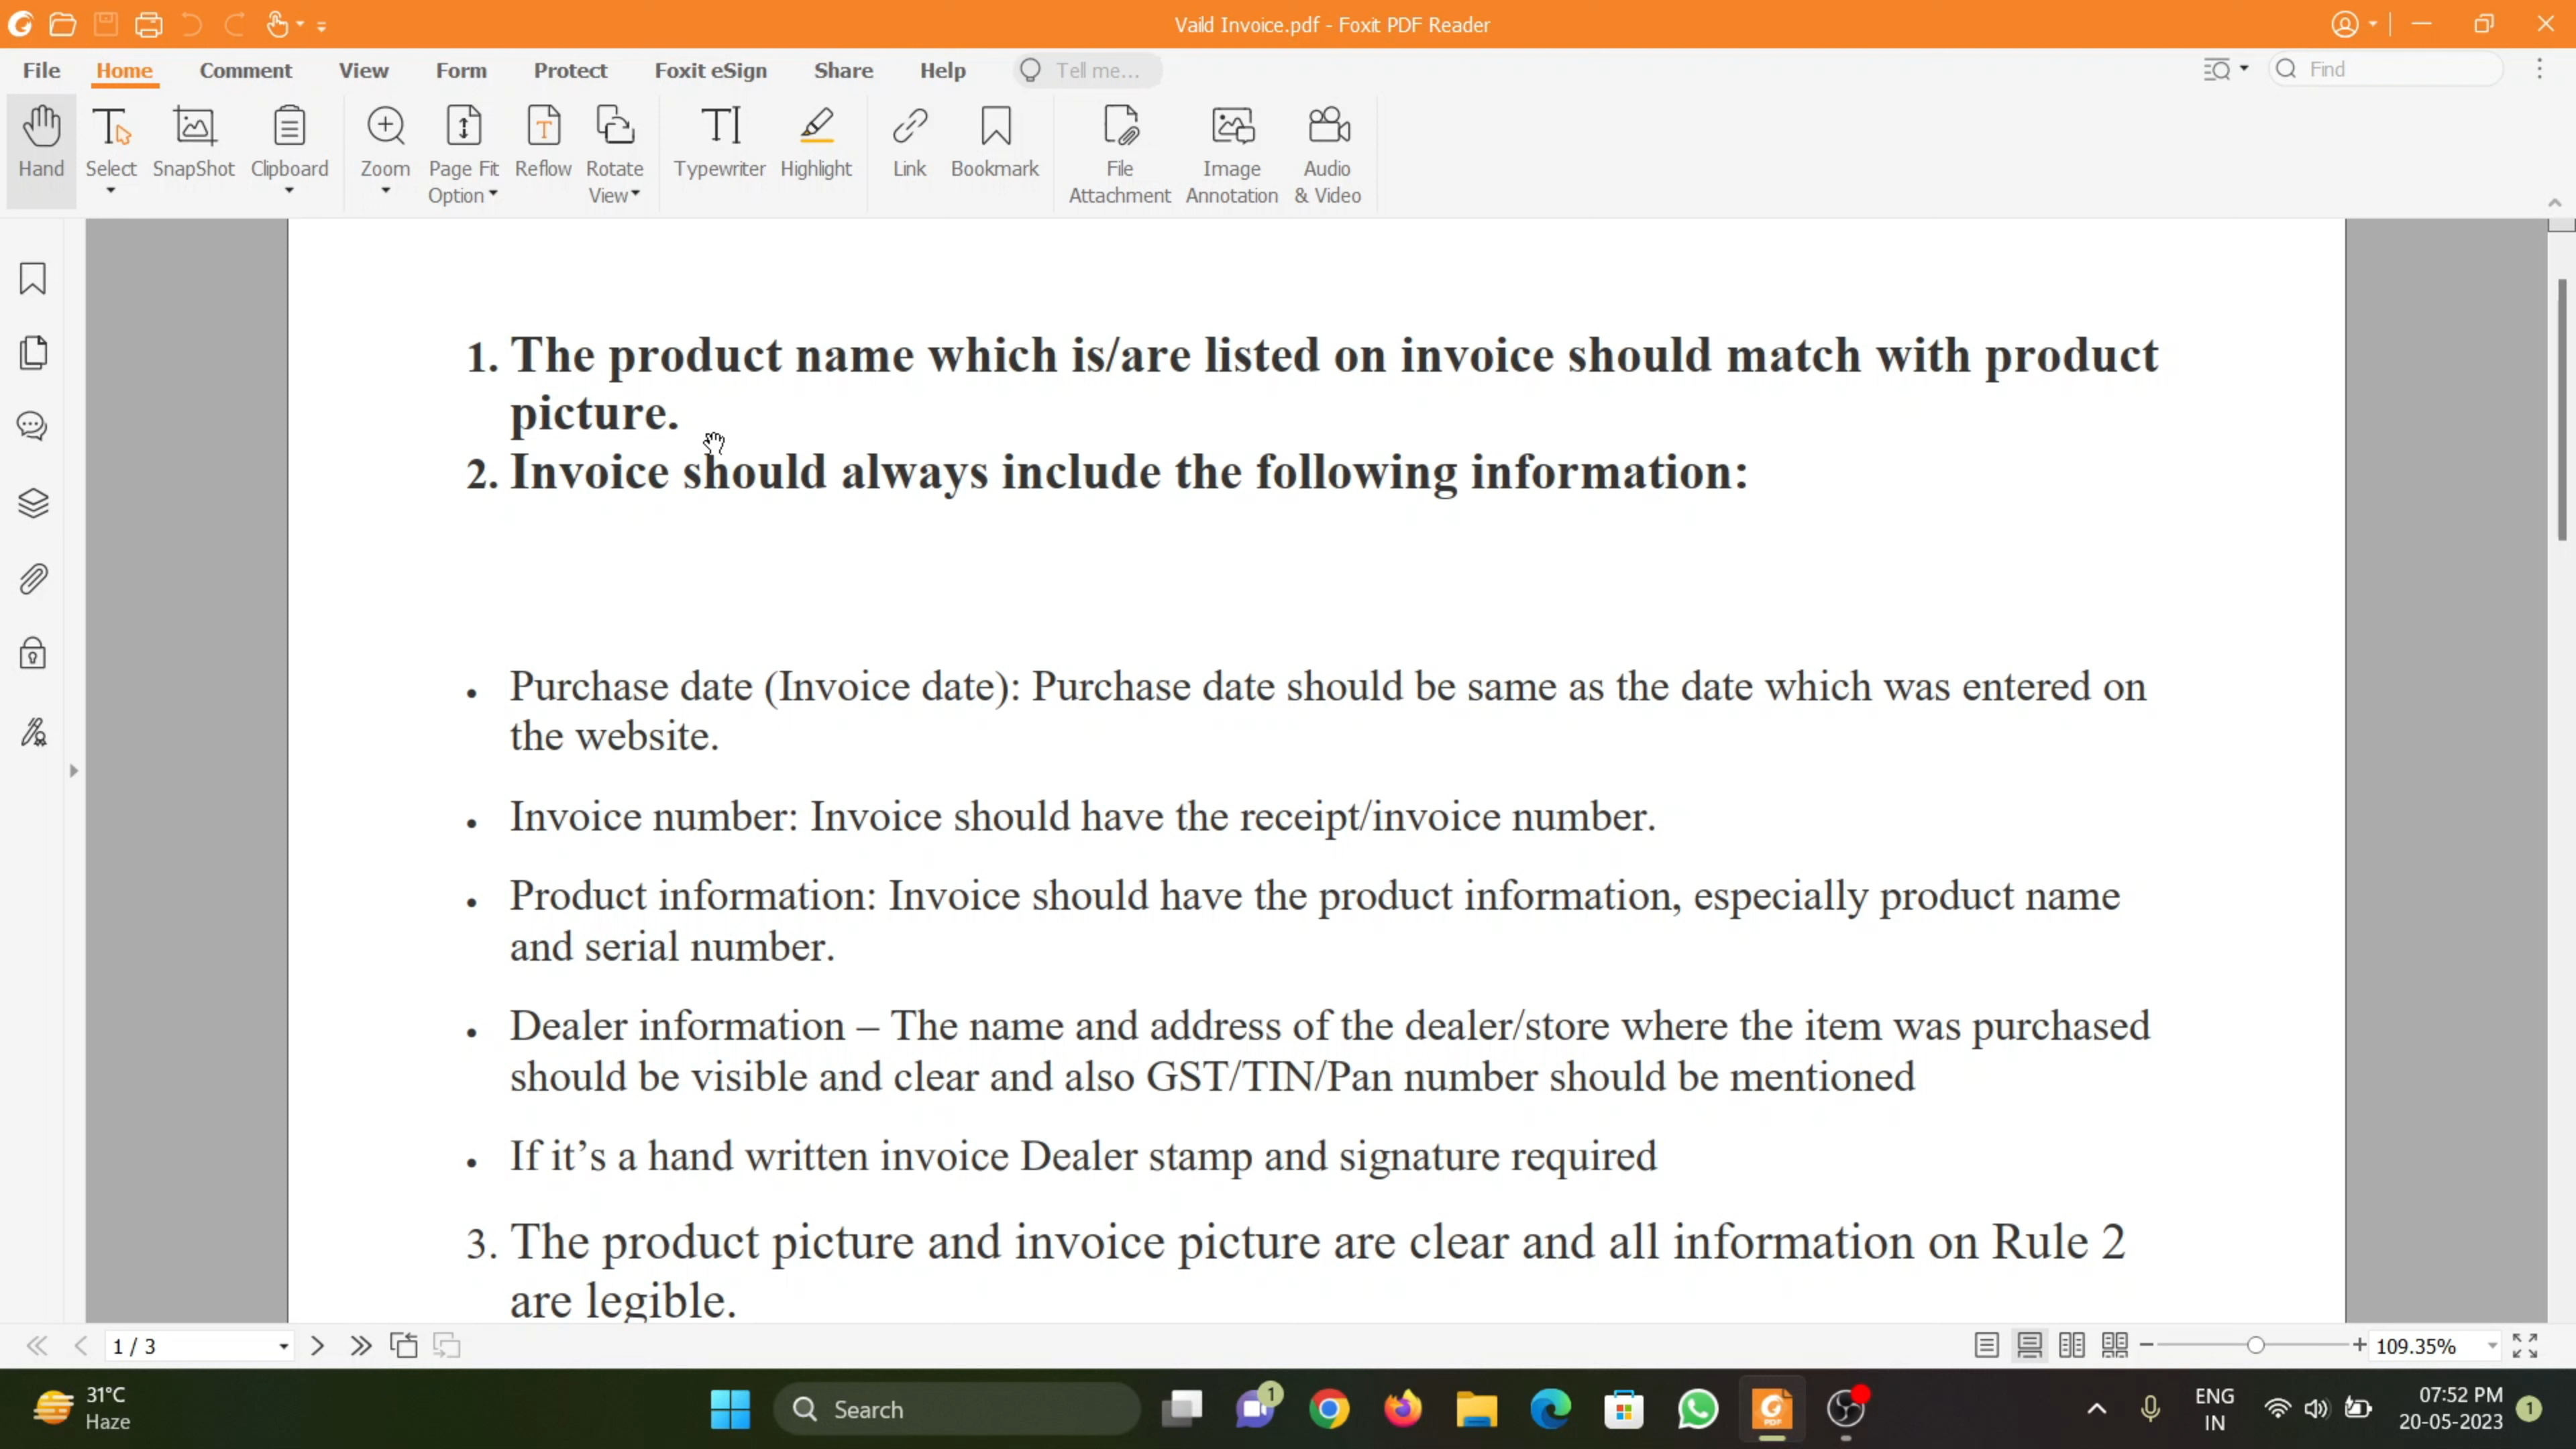 Vaild Invoice.pdf - Foxit PDF Reader
File Home Comment View Form Protect Foxit eSign Share Help Tell me... Find
Hand Select SnapShot Clipboard Zoom Page Fit Option Reflow Rotate View Typewriter Highlight Link Bookmark File Attachment Image Annotation Audio & Video
1. The product name which is/are listed on invoice should match with product
picture.
2. Invoice should always include the following information:
• Purchase date (Invoice date): Purchase date should be same as the date which was entered on
the website.
• Invoice number: Invoice should have the receipt/invoice number.
• Product information: Invoice should have the product information, especially product name
and serial number.
• Dealer information – The name and address of the dealer/store where the item was purchased
should be visible and clear and also GST/TIN/Pan number should be mentioned
• If it’s a hand written invoice Dealer stamp and signature required
3. The product picture and invoice picture are clear and all information on Rule 2
are legible.
1 / 3 109.35%
31°C
Haze
Search
1
PDF
ENG
IN
07:52 PM
20-05-2023
1